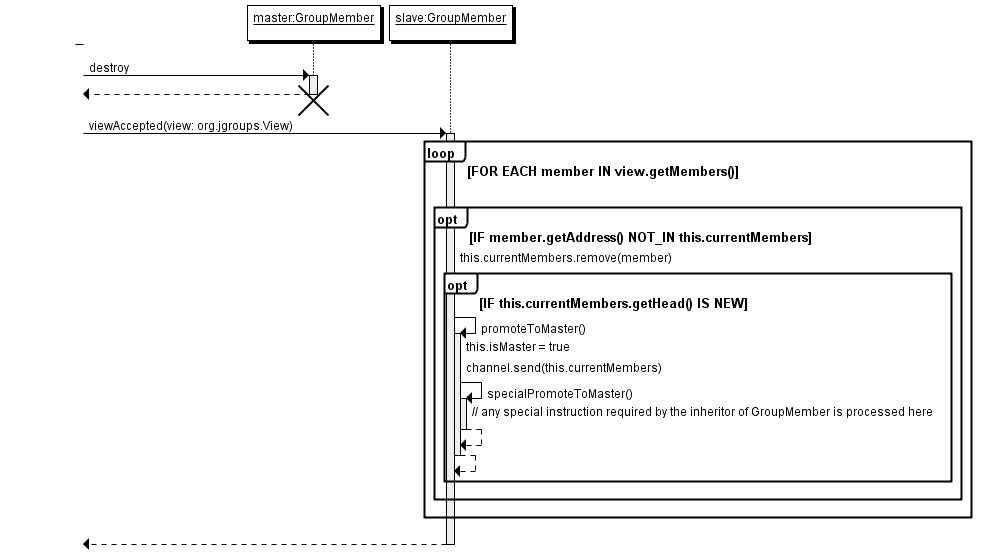 master:GroupMember
slave:GroupMember
destroy
viewAccepted(view: org.jgroups.View)
loop
[FOR EACH member IN view.getMembers()]
opt
[IF member.getAddress() NOT_IN this.currentMembers]
this.currentMembers.remove(member)
opt
[IF this.currentMembers.getHead() IS NEW]
promoteToMaster()
this.isMaster = true
channel.send(this.currentMembers)
specialPromoteToMaster()
// any special instruction required by the inheritor of GroupMember is processed here